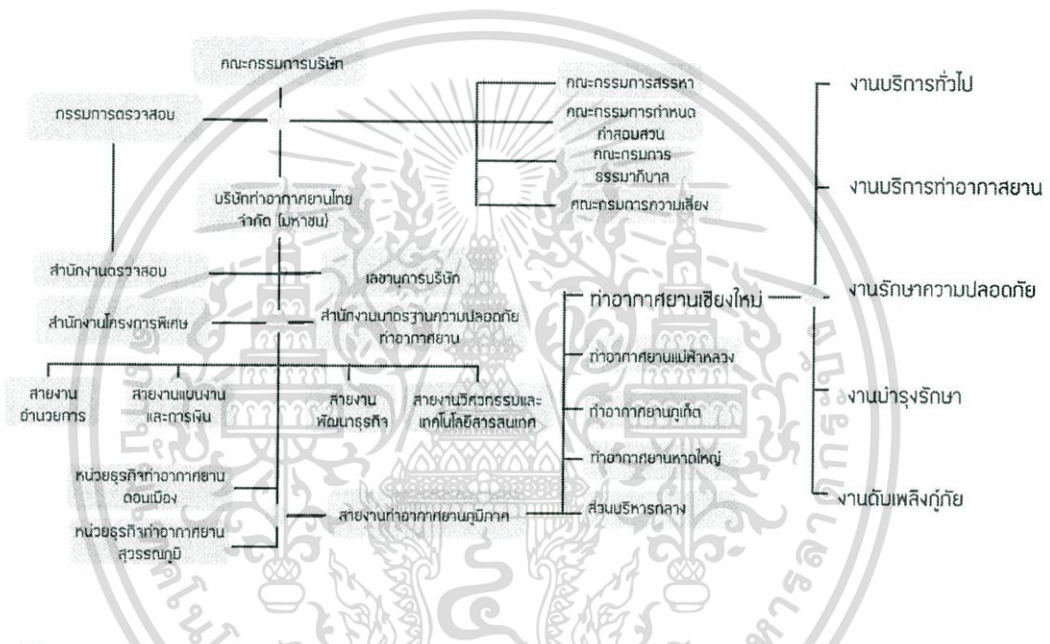 คณะกรรมการบริษัท
กรรมการตรวจสอบ
คณะกรรมการสรรหา
คณะกรรมการกำหนด
ค่าสอบสวน
คณะกรมการ
ธรรมาภิบาล
คณะกรมการความเสี่ยง
บริษัทท่าอากาศยานไทย
จำกัด (มหาชน)
สำนักงานตรวจสอบ
เลขานุการบริษัท
สำนักงานโครงการพิเศษ
สำนักงานมาตรฐานความปลอดภัย
ท่าอากาศยาน
สายงาน
อำนวยการ
สายงานแผนงาน
และการเงิน
สายงาน
พัฒนาธุรกิจ
สายงานวิศวกรรมและ
เทคโนโลยีสารสนเทศ
หน่วยธุรกิจท่าอากาศยาน
ดอนเมือง
หน่วยธุรกิจท่าอากาศยาน
สุวรรณภูมิ
สายงานท่าอากาศยานภูมิภาค
ท่าอากาศยานเชียงใหม่
ท่าอากาศยานแม่ฟ้าหลวง
ท่าอากาศยานภูเก็ต
ท่าอากาศยานหาดใหญ่
ส่วนบริหารกลาง
งานบริการทั่วไป
งานบริการท่าอากาสยาน
งานรักษาความปลอดภัย
งานบำรุงรักษา
งานดับเพลิงกู้ภัย